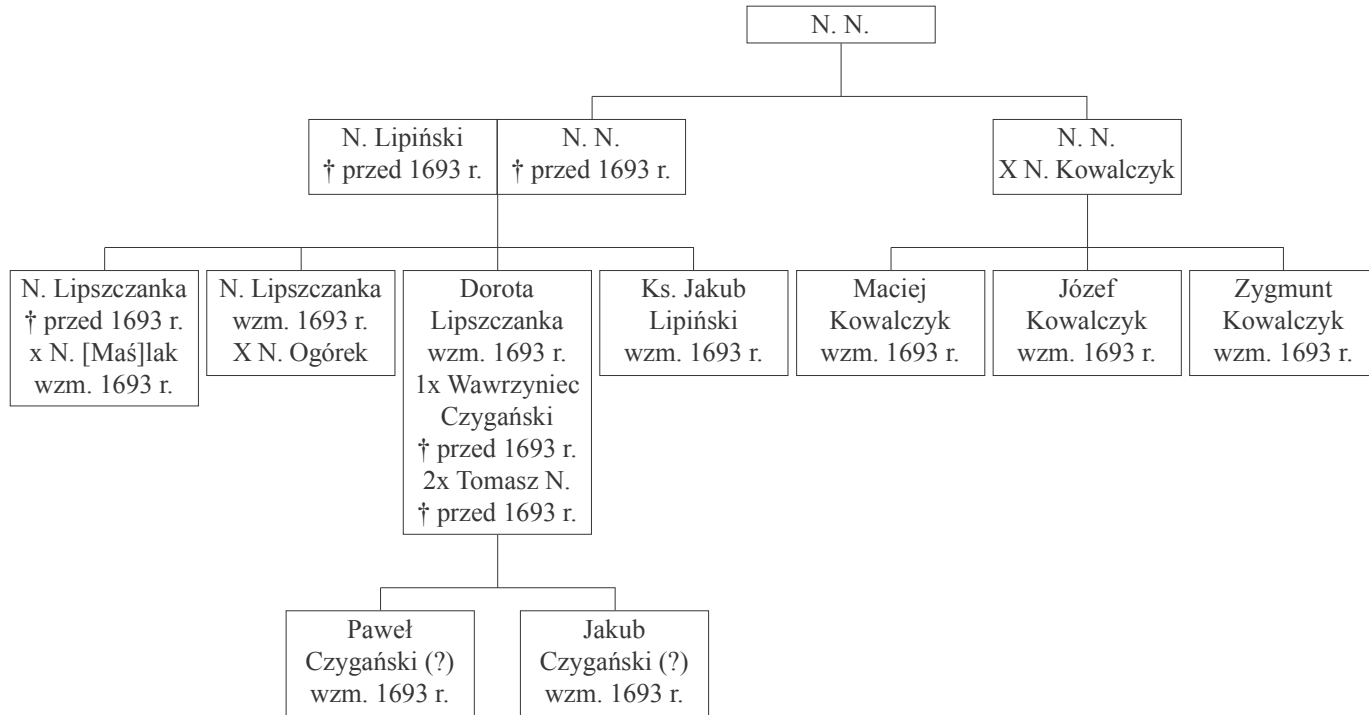 N. N.
N. Lipiński
† przed 1693 r.
N. N.
† przed 1693 r.
N. N.
X N. Kowalczyk
N. Lipszczanka
† przed 1693 r.
x N. [Maś]lak
wzm. 1693 r.
N. Lipszczanka
wzm. 1693 r.
X N. Ogórek
Dorota
Lipszczanka
wzm. 1693 r.
1x Wawrzyniec
Czygański
† przed 1693 r.
2x Tomasz N.
† przed 1693 r.
Ks. Jakub
Lipiński
wzm. 1693 r.
Maciej
Kowalczyk
wzm. 1693 r.
Józef
Kowalczyk
wzm. 1693 r.
Zygmunt
Kowalczyk
wzm. 1693 r.
Paweł
Czygański (?)
wzm. 1693 r.
Jakub
Czygański (?)
wzm. 1693 r.